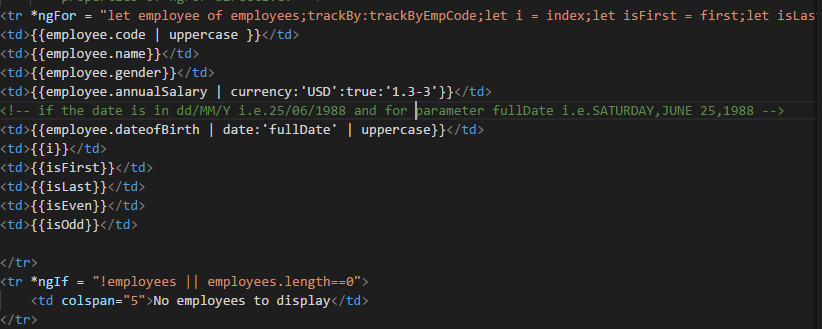 <tr *ngFor = "let employee of employees;trackBy:trackByEmpCode;let i = index;let isFirst = first;let isLas
<td>{{employee.code | uppercase }}</td>
<td>{{employee.name}}</td>
<td>{{employee.gender}}</td>
<td>{{employee.annualSalary | currency:'USD':true:'1.3-3'}}</td>
<!-- if the date is in dd/MM/Y i.e.25/06/1988 and for parameter fullDate i.e.SATURDAY,JUNE 25,1988 -->
<td>{{employee.dateofBirth | date:'fullDate' | uppercase}}</td>
<td>{{i}}</td>
<td>{{isFirst}}</td>
<td>{{isLast}}</td>
<td>{{isEven}}</td>
<td>{{isOdd}}</td>
</tr>
<tr *ngIf = "!employees || employees.length==0">
<td colspan="5">No employees to display</td>
</tr>